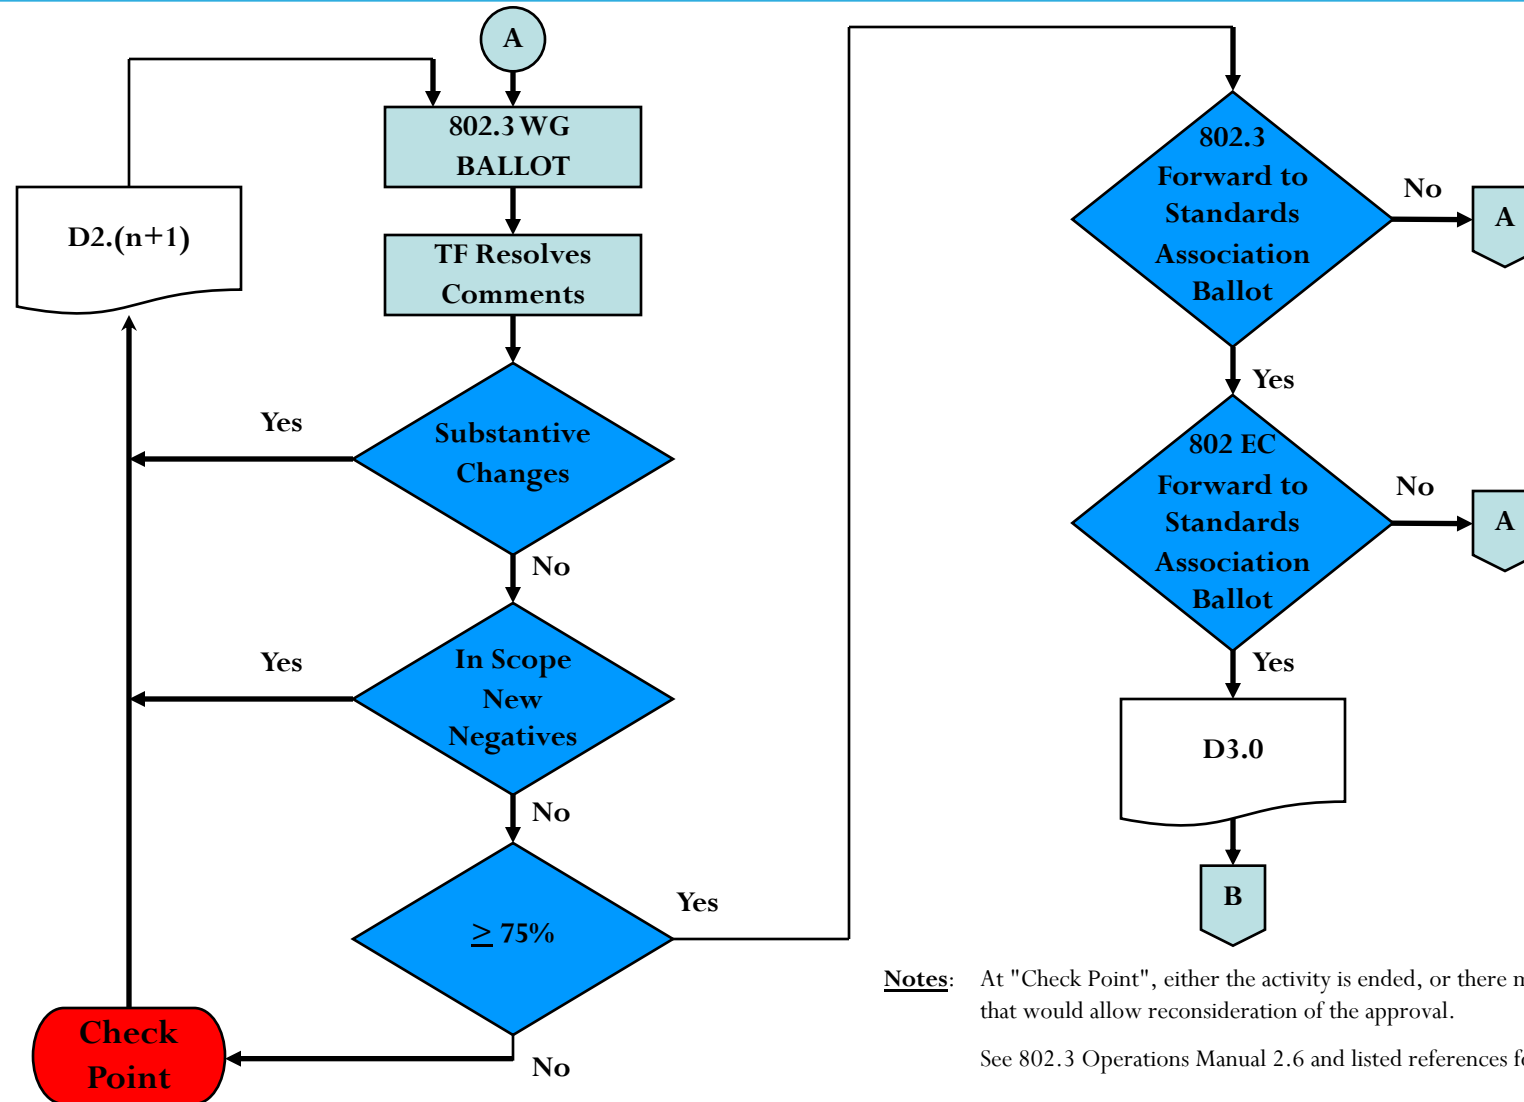 A
802.3 WG
BALLOT
D2.(n+1)
TF Resolves
Comments
Yes
Substantive
Changes
No
Yes
In Scope
New
Negatives
No
≥ 75%
Yes
Check
Point
No
802.3
Forward to
Standards
Association
Ballot
No
A
Yes
802 EC
Forward to
Standards
Association
Ballot
No
A
Yes
D3.0
B
Notes: At "Check Point", either the activity is ended, or there
that would allow reconsideration of the approval.
See 802.3 Operations Manual 2.6 and listed references